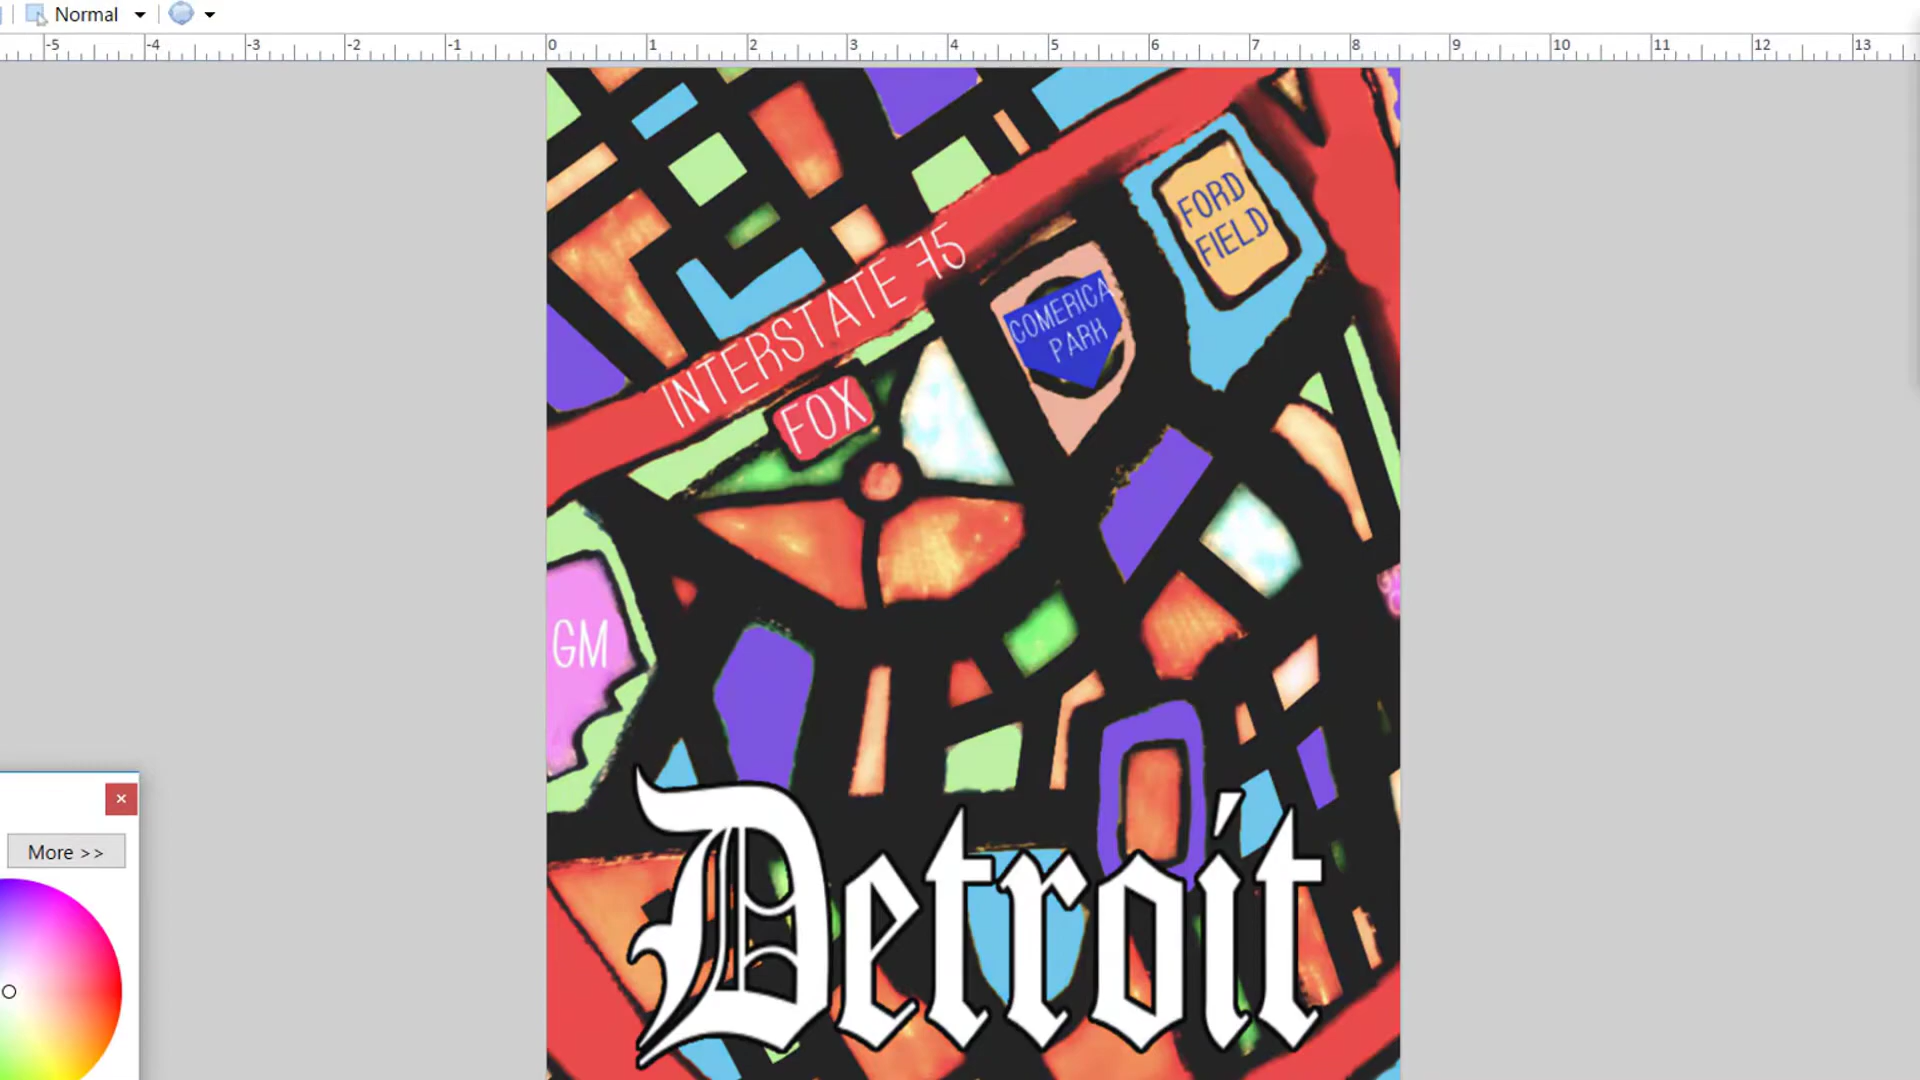 Normal
-5 -4 -3 -2 -1 0 1 2 3 4 5 6 7 8 9 10 11 12 13
FORD
FIELD
INTERSTATE 75
COMERICA
PARK
FOX
GM
More >>
Detroit